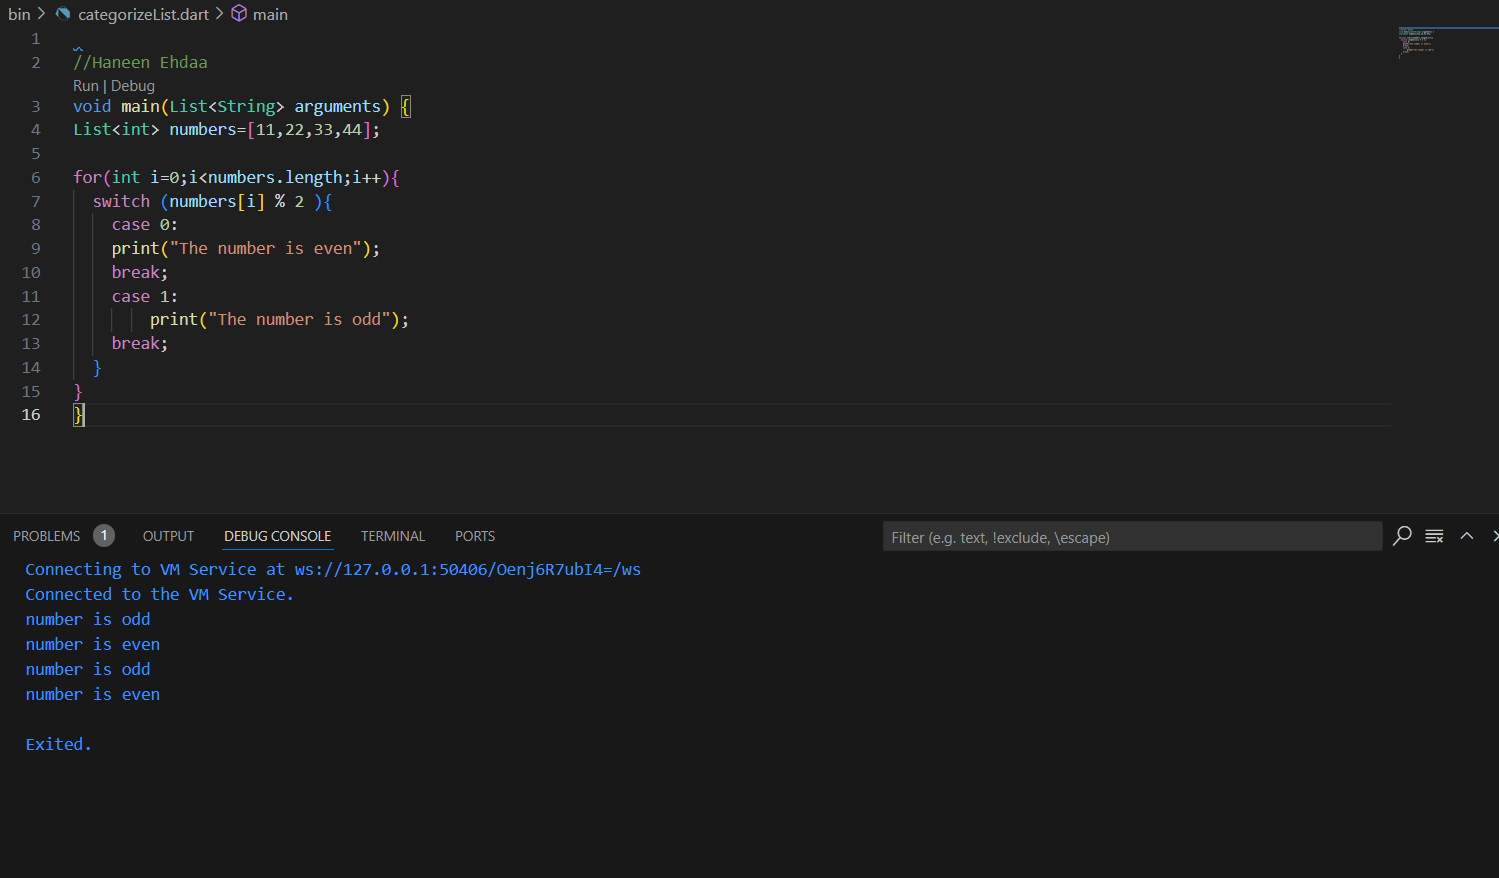 bin > categorizeList.dart > main
1
2 //Haneen Ehdaa
Run | Debug
3 void main(List<String> arguments) {
4 List<int> numbers=[11,22,33,44];
5
6 for(int i=0;i<numbers.length;i++){
7 switch (numbers[i] % 2 ){
8 case 0:
9 print("The number is even");
10 break;
11 case 1:
12 print("The number is odd");
13 break;
14 }
15 }
16 }
PROBLEMS 1 OUTPUT DEBUG CONSOLE TERMINAL PORTS Filter (e.g. text, !exclude, \escape)
Connecting to VM Service at ws://127.0.0.1:50406/Oenj6R7ubI4=/ws
Connected to the VM Service.
number is odd
number is even
number is odd
number is even
Exited.